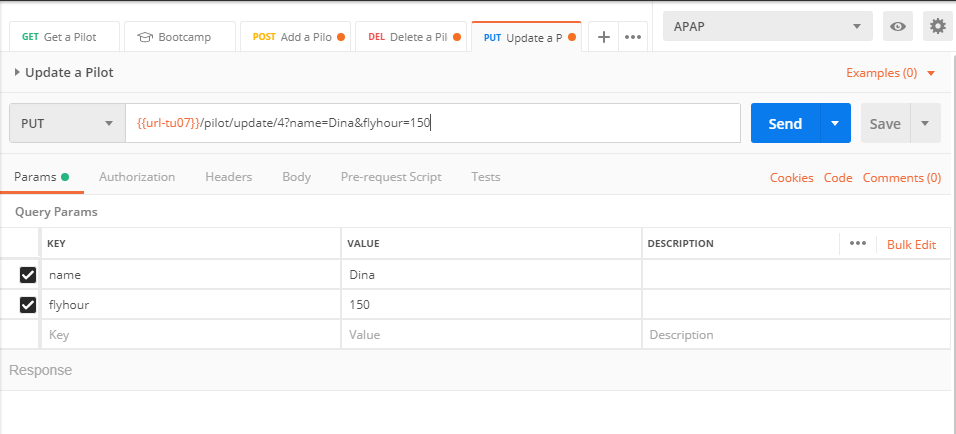 GET Get a Pilot Bootcamp POST Add a Pilo DEL Delete a Pil PUT Update a P + ••• APAP
Update a Pilot Examples (0)
PUT {{url-tu07}}/pilot/update/4?name=Dina&flyhour=150 Send Save
Params Authorization Headers Body Pre-request Script Tests Cookies Code Comments (0)
Query Params
KEY VALUE DESCRIPTION ••• Bulk Edit
name Dina
flyhour 150
Key Value Description
Response